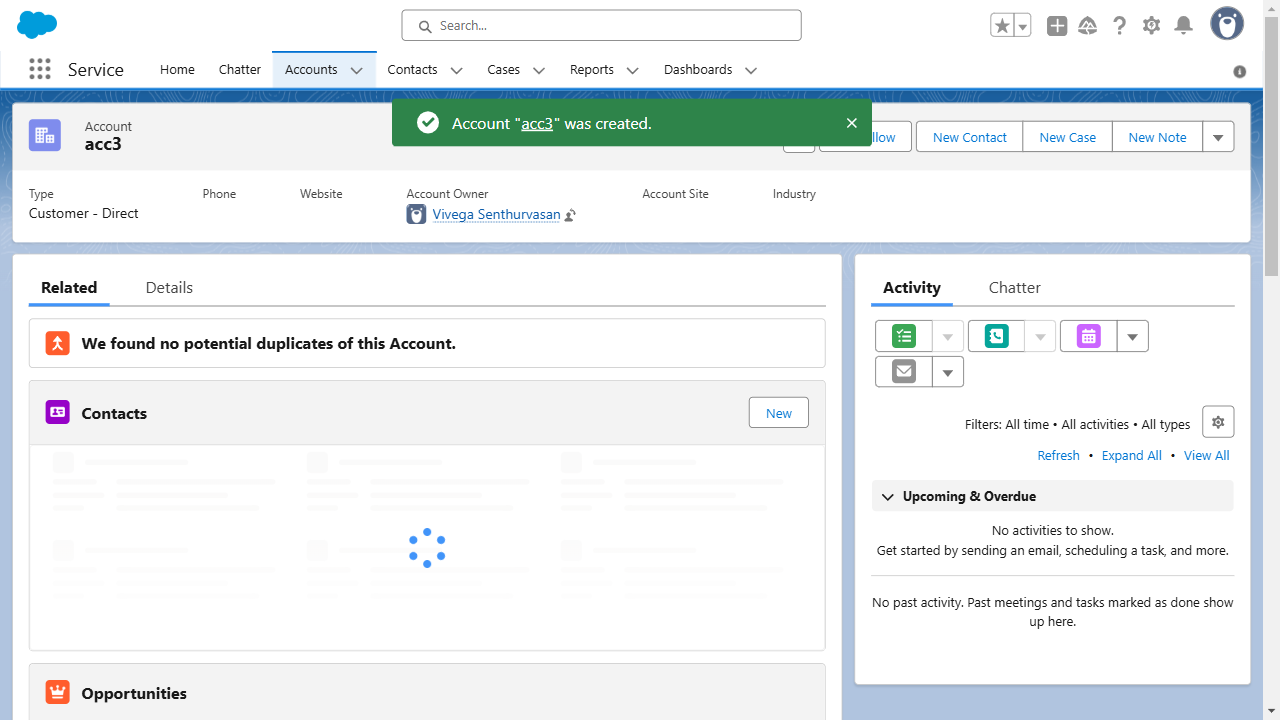 Search...
Service
Home
Chatter
Accounts
Contacts
Cases
Reports
Dashboards
Account "acc3" was created.
Account
acc3
New Contact
New Case
New Note
Type
Customer - Direct
Phone
Website
Account Owner
Vivega Senthurvasan
Account Site
Industry
Related
Details
We found no potential duplicates of this Account.
Contacts
New
Opportunities
Activity
Chatter
Filters: All time • All activities • All types
Refresh • Expand All • View All
Upcoming & Overdue
No activities to show.
Get started by sending an email, scheduling a task, and more.
No past activity. Past meetings and tasks marked as done show
up here.